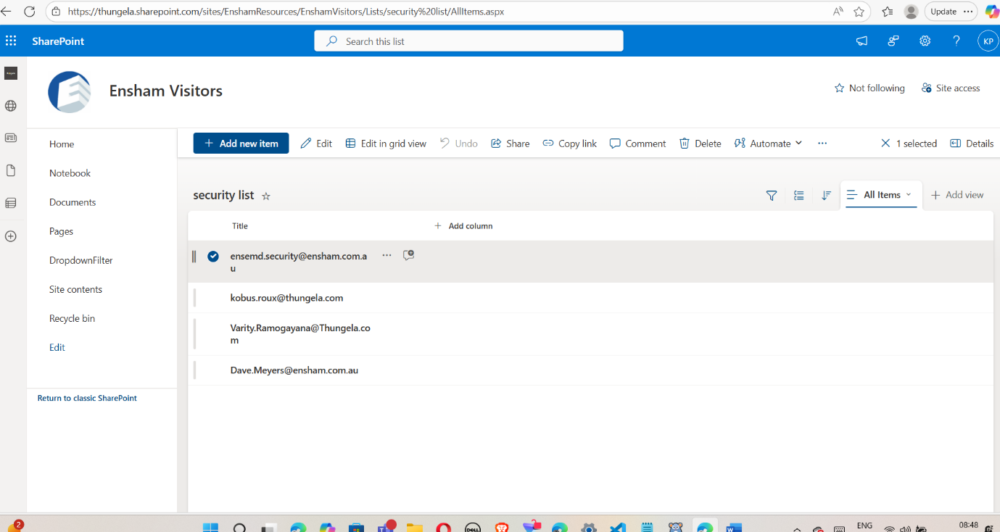 https://thungela.sharepoint.com/sites/EnshamResources/EnshamVisitors/Lists/security%20list/AllItems.aspx
Update
SharePoint
Search this list
KP
Ensham Visitors
Not following
Site access
Home
Notebook
Documents
Pages
DropdownFilter
Site contents
Recycle bin
Edit
Return to classic SharePoint
+ Add new item
Edit
Edit in grid view
Undo
Share
Copy link
Comment
Delete
Automate
1 selected
Details
security list
All Items
+ Add view
Title
+ Add column
ensemd.security@ensham.com.a
u
kobus.roux@thungela.com
Varity.Ramogayana@Thungela.co
m
Dave.Meyers@ensham.com.au
2
DELL
ENG
08:48